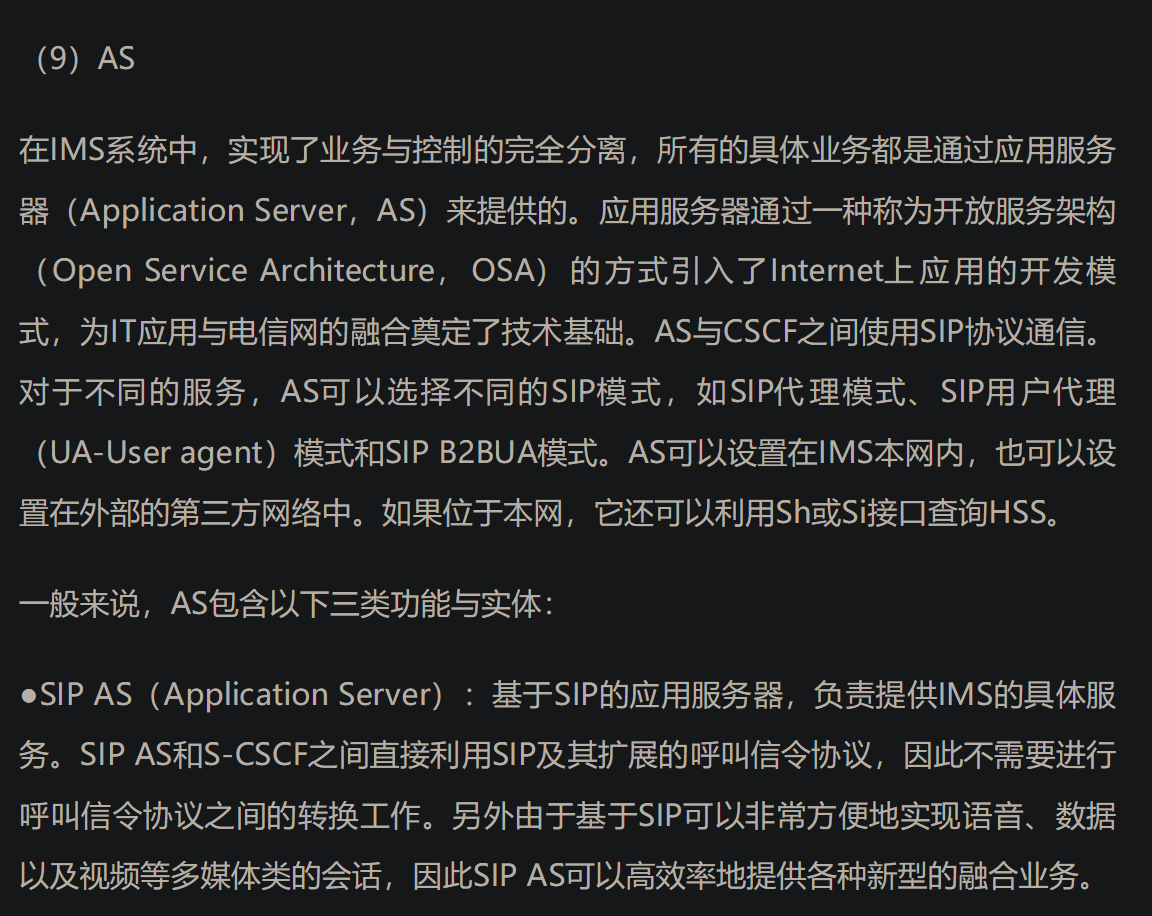 （9）AS
在IMS系统中，实现了业务与控制的完全分离，所有的具体业务都是通过应用服务
器（Application Server，AS）来提供的。应用服务器通过一种称为开放服务架构
（Open Service Architecture，OSA）的方式引入了Internet上应用的开发模
式，为IT应用与电信网的融合奠定了技术基础。AS与CSCF之间使用SIP协议通信。
对于不同的服务，AS可以选择不同的SIP模式，如SIP代理模式、SIP用户代理
（UA-User agent）模式和SIP B2BUA模式。AS可以设置在IMS本网内，也可以设
置在外部的第三方网络中。如果位于本网，它还可以利用Sh或Si接口查询HSS。
一般来说，AS包含以下三类功能与实体：
●SIP AS（Application Server）：基于SIP的应用服务器，负责提供IMS的具体服
务。SIP AS和S-CSCF之间直接利用SIP及其扩展的呼叫信令协议，因此不需要进行
呼叫信令协议之间的转换工作。另外由于基于SIP可以非常方便地实现语音、数据
以及视频等多媒体类的会话，因此SIP AS可以高效率地提供各种新型的融合业务。